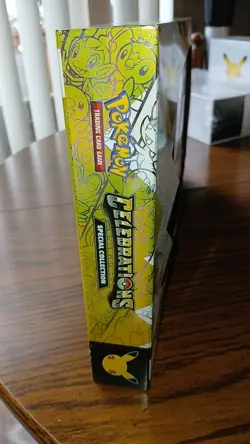 Pokémon
TRADING CARD GAME
CELEBRATIONS
SPECIAL COLLECTION